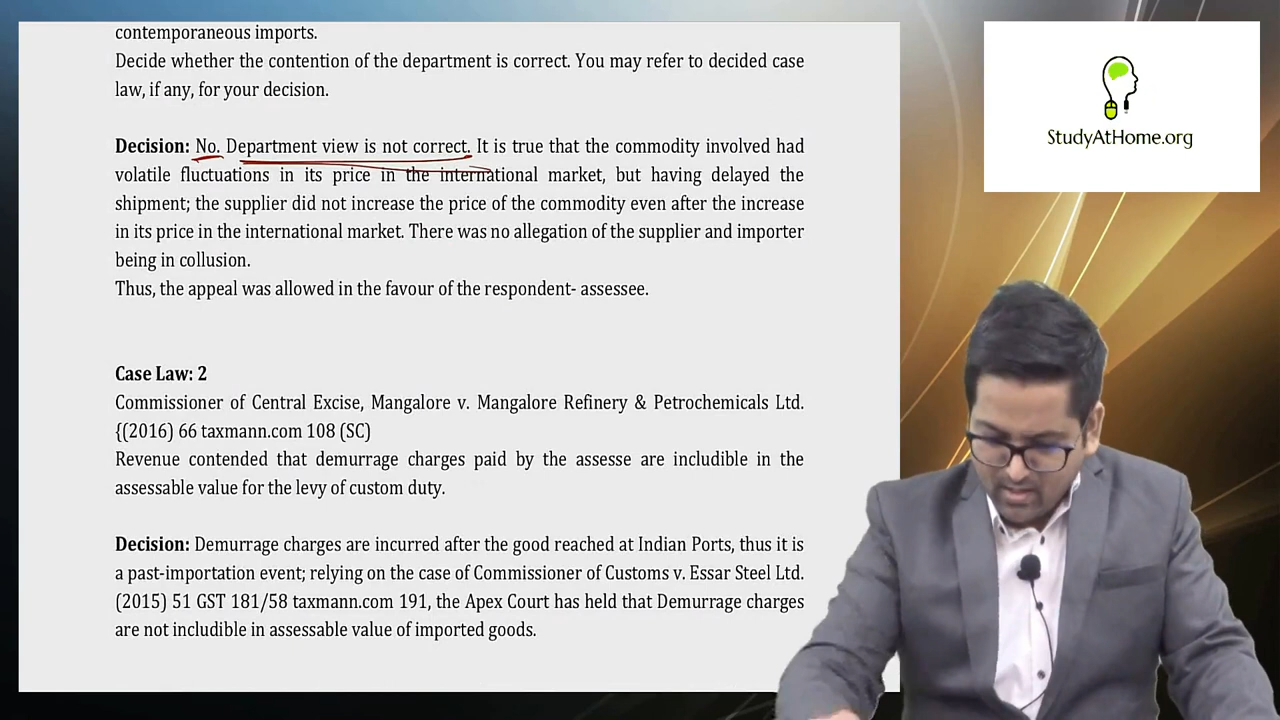 contemporaneous imports.
Decide whether the contention of the department is correct. You may refer to decided case
law, if any, for your decision.
Decision: No. Department view is not correct. It is true that the commodity involved had
volatile fluctuations in its price in the international market, but having delayed the
shipment; the supplier did not increase the price of the commodity even after the increase
in its price in the international market. There was no allegation of the supplier and importer
being in collusion.
Thus, the appeal was allowed in the favour of the respondent- assessee.
Case Law: 2
Commissioner of Central Excise, Mangalore v. Mangalore Refinery & Petrochemicals Ltd.
{(2016) 66 taxmann.com 108 (SC)
Revenue contended that demurrage charges paid by the assesse are includible in the
assessable value for the levy of custom duty.
Decision: Demurrage charges are incurred after the good reached at Indian Ports, thus it is
a past-importation event; relying on the case of Commissioner of Customs v. Essar Steel Ltd.
(2015) 51 GST 181/58 taxmann.com 191, the Apex Court has held that Demurrage charges
are not includible in assessable value of imported goods.
StudyAtHome.org